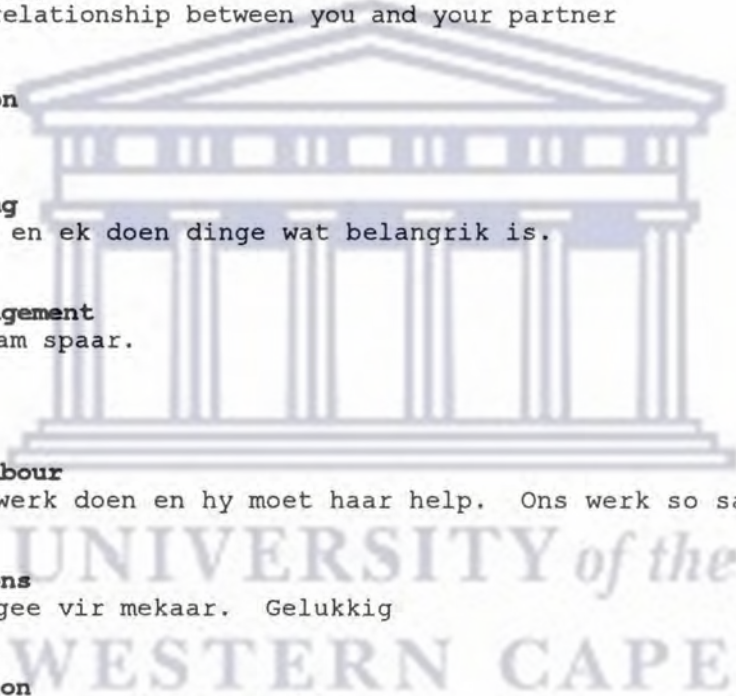 relationship between you and your partner
on
g
en ek doen dinge wat belangrik is.
gement
am spaar.
bour
werk doen en hy moet haar help. Ons werk so sa
ns
gee vir mekaar. Gelukkig
UNIVERSITY of the
WESTERN CAPE
on